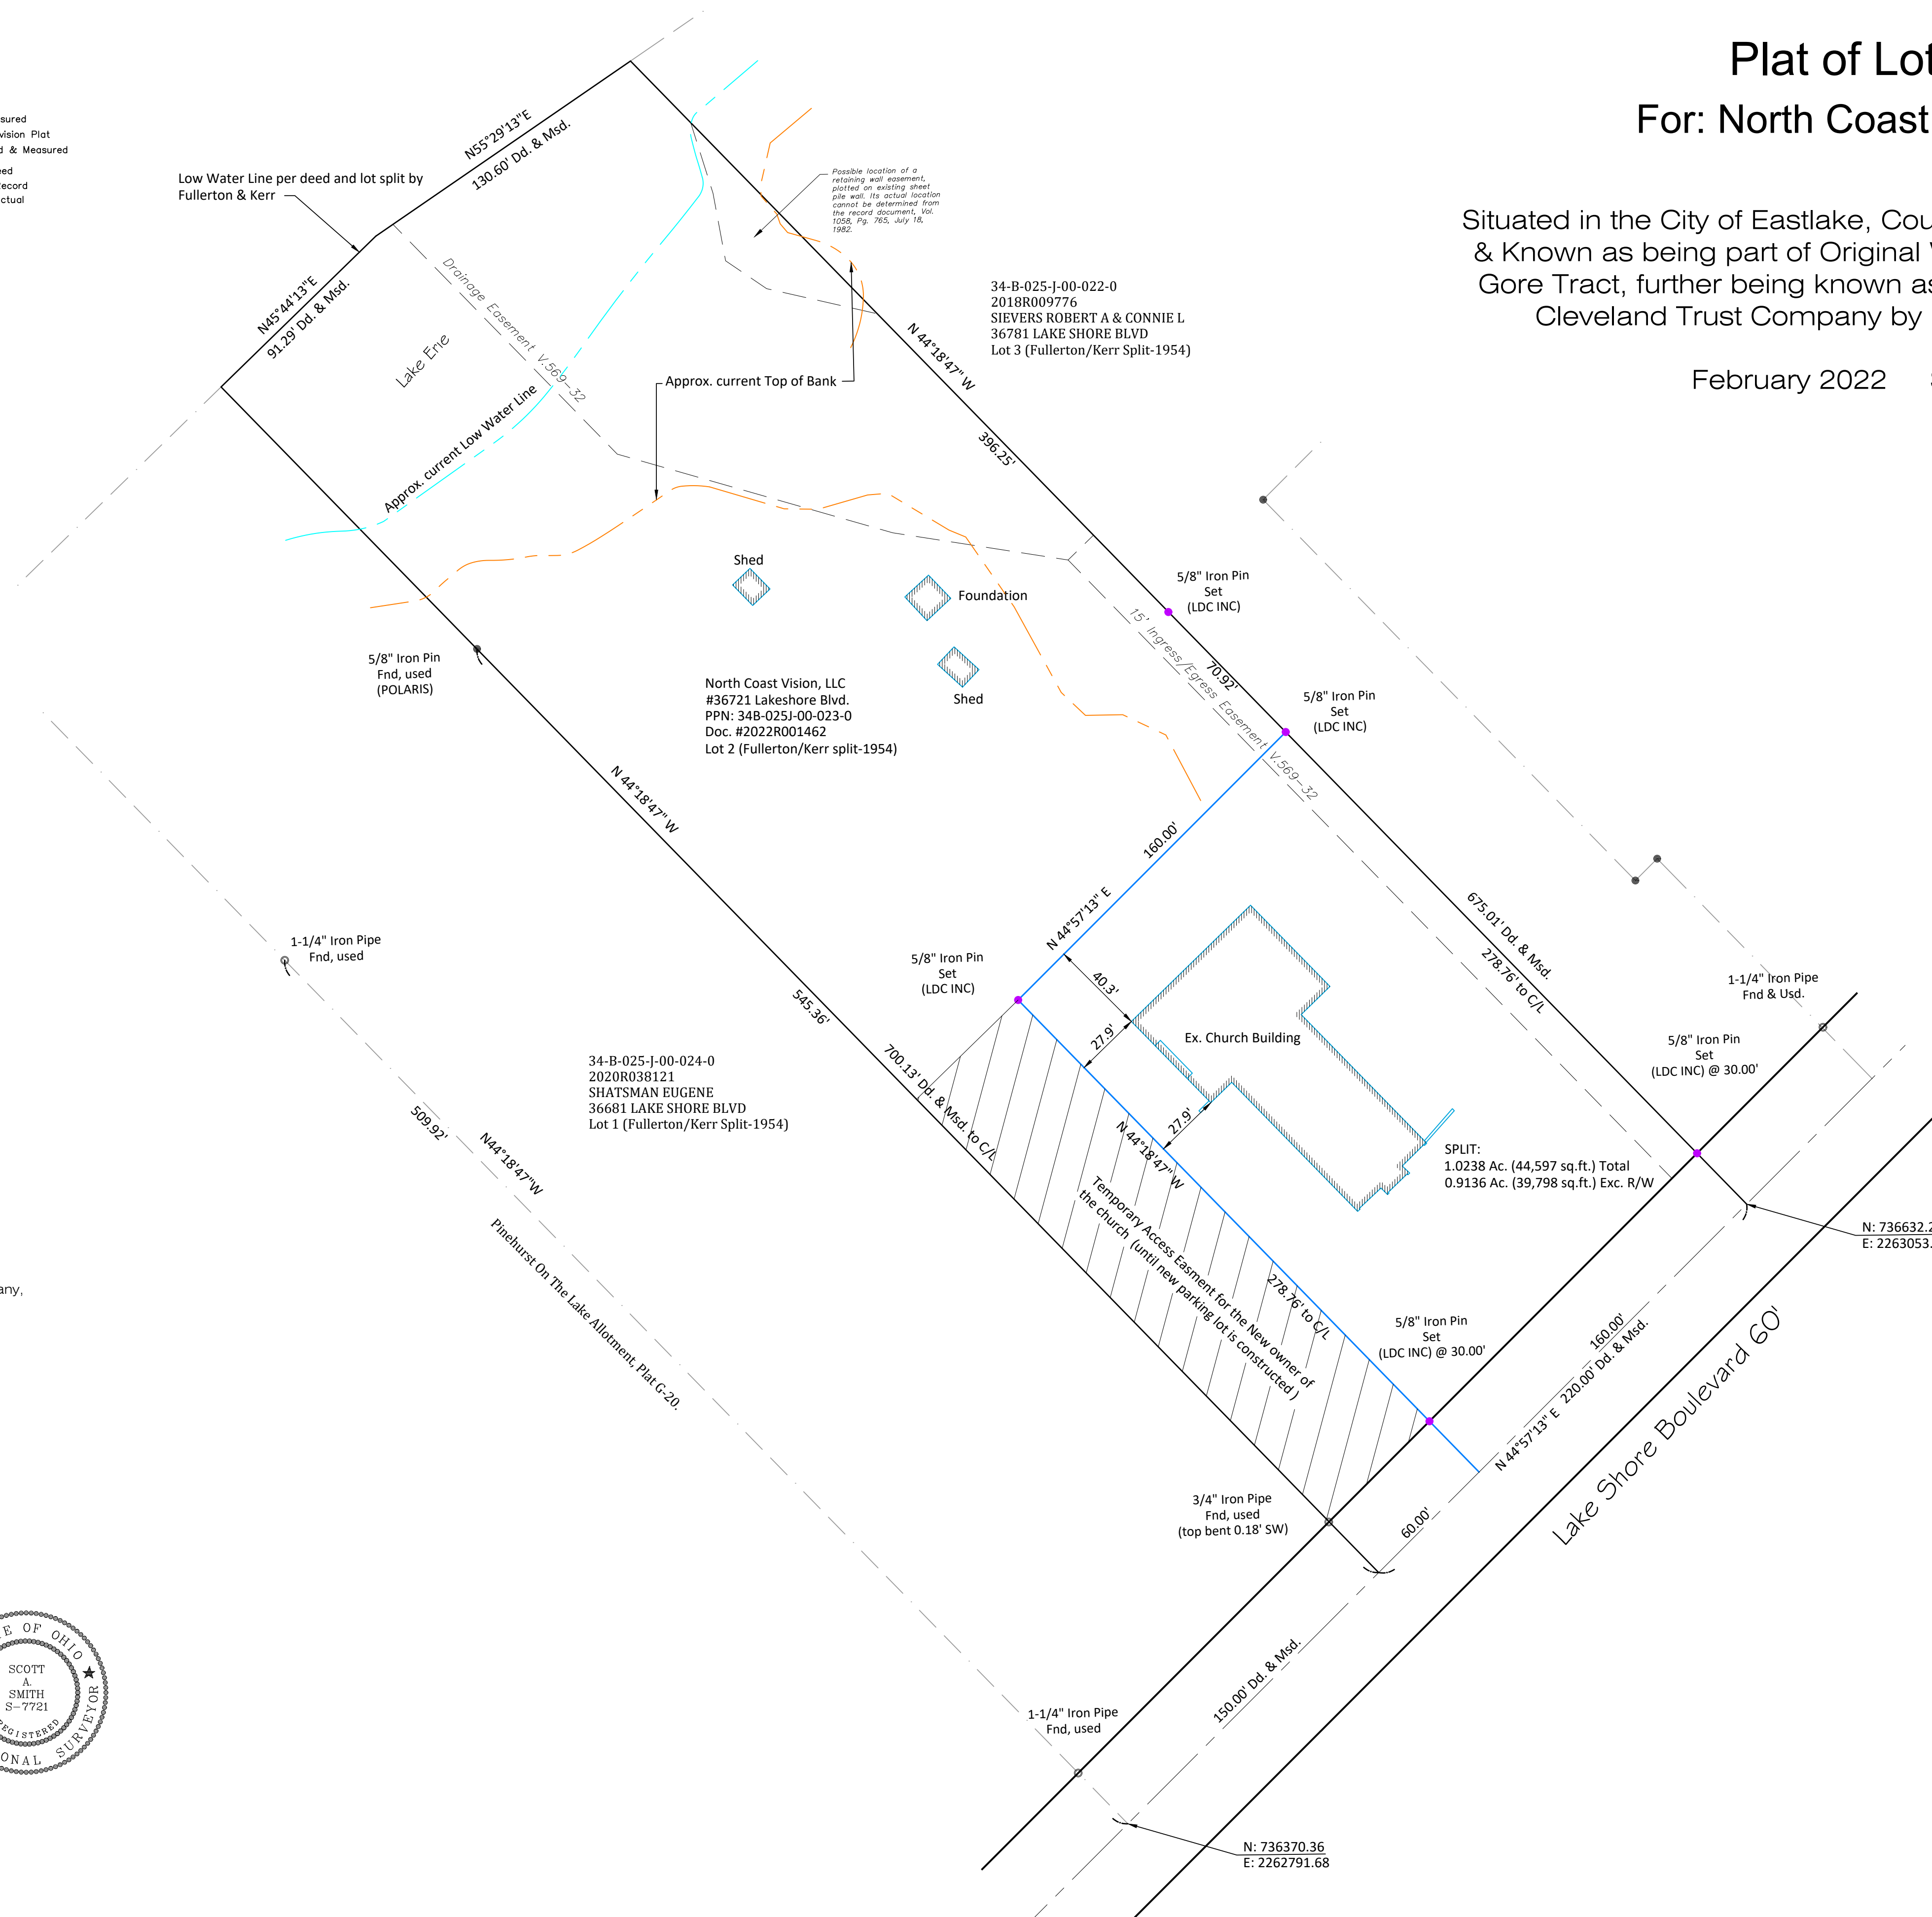 Plat of Lot
For: North Coast
Situated in the City of Eastlake, Cou
& Known as being part of Original
Gore Tract, further being known as
Cleveland Trust Company by
February 2022
sured
vision Plat
d & Measured
eed
ecord
ctual
Low Water Line per deed and lot split by
Fullerton & Kerr
N55°29'13"E
130.60' Dd. & Msd.
N45°44'13"E
91.29' Dd. & Msd.
Lake Erie
Drainage Easement V.569-32
Approx. current Low Water Line
Possible location of a
retaining wall easement,
plotted on existing sheet
pile wall. Its actual location
cannot be determined from
the record document, Vol.
1058, Pg. 765, July 18,
1982.
Approx. current Top of Bank
34-B-025-J-00-022-0
2018R009776
SIEVERS ROBERT A & CONNIE L
36781 LAKE SHORE BLVD
Lot 3 (Fullerton/Kerr Split-1954)
N 44°18'47" W
396.25'
Shed
Foundation
Shed
5/8" Iron Pin
Set
(LDC INC)
15' Ingress/Egress Easement V.569-32
70.92'
5/8" Iron Pin
Set
(LDC INC)
5/8" Iron Pin
Fnd, used
(POLARIS)
North Coast Vision, LLC
#36721 Lakeshore Blvd.
PPN: 34B-025J-00-023-0
Doc. #2022R001462
Lot 2 (Fullerton/Kerr split-1954)
N 44°18'47" W
545.36'
700.13' Dd. & Msd. to C/L
160.00'
N 44°57'13" E
5/8" Iron Pin
Set
(LDC INC)
40.3'
27.9'
27.9'
Ex. Church Building
675.01' Dd. & Msd.
278.76' to C/L
1-1/4" Iron Pipe
Fnd & Usd.
5/8" Iron Pin
Set
(LDC INC) @ 30.00'
1-1/4" Iron Pipe
Fnd, used
34-B-025-J-00-024-0
2020R038121
SHATSMAN EUGENE
36681 LAKE SHORE BLVD
Lot 1 (Fullerton/Kerr Split-1954)
509.92'
N44°18'47"W
Pinehurst On The Lake Allotment, Plat G-20.
N 44°18'47" W
278.76' to C/L
Temporary Access Easment for the New owner of
the church (until new parking lot is constructed)
SPLIT:
1.0238 Ac. (44,597 sq.ft.) Total
0.9136 Ac. (39,798 sq.ft.) Exc. R/W
N: 736632.2
E: 2263053.
5/8" Iron Pin
Set
(LDC INC) @ 30.00'
160.00'
N 44°57'13" E 220.00' Dd. & Msd.
Lake Shore Boulevard 60'
60.00'
3/4" Iron Pipe
Fnd, used
(top bent 0.18' SW)
150.00' Dd. & Msd.
1-1/4" Iron Pipe
Fnd, used
N: 736370.36
E: 2262791.68
any,
E OF OHIO
SCOTT
A.
SMITH
S-7721
EGISTERED
ONAL SURVEYOR